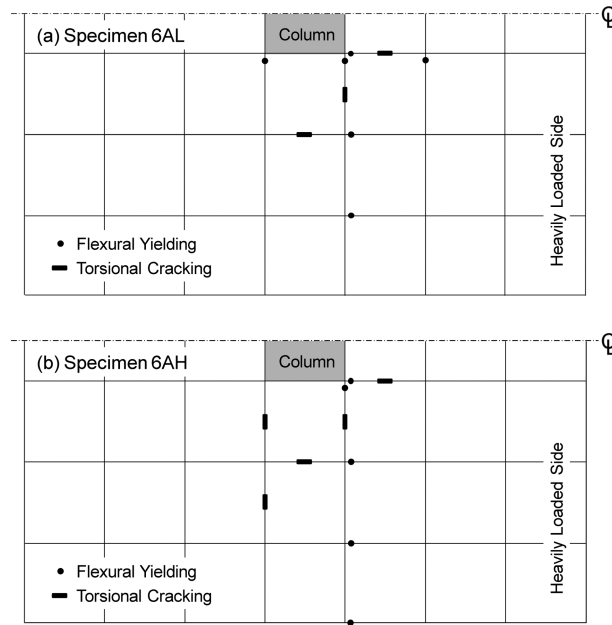 ℄
(a) Specimen 6AL
Column
Heavily Loaded Side
Flexural Yielding
Torsional Cracking
℄
(b) Specimen 6AH
Column
Heavily Loaded Side
Flexural Yielding
Torsional Cracking